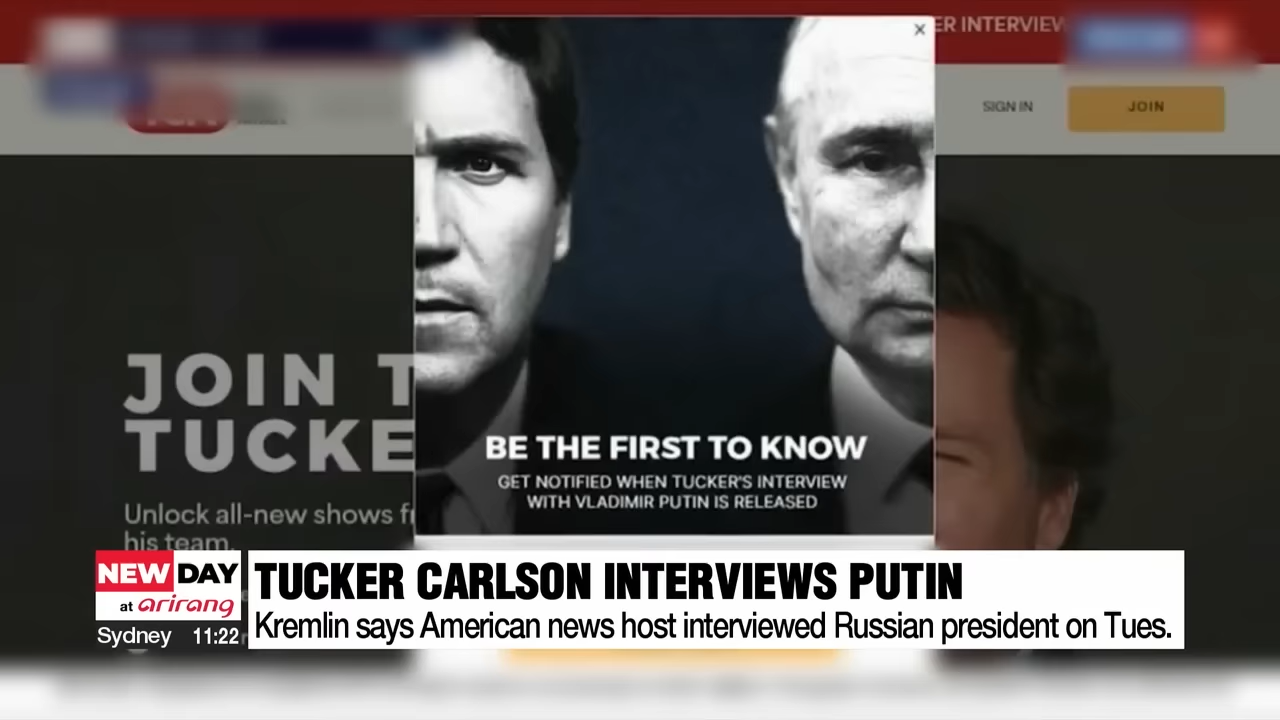 ER INTERVIEW
SIGN IN
JOIN
JOIN T
TUCKE
Unlock all-new shows fr
his team.
BE THE FIRST TO KNOW
GET NOTIFIED WHEN TUCKER'S INTERVIEW
WITH VLADIMIR PUTIN IS RELEASED
NEW DAY
at arirang
Sydney 11:22
TUCKER CARLSON INTERVIEWS PUTIN
Kremlin says American news host interviewed Russian president on Tues.